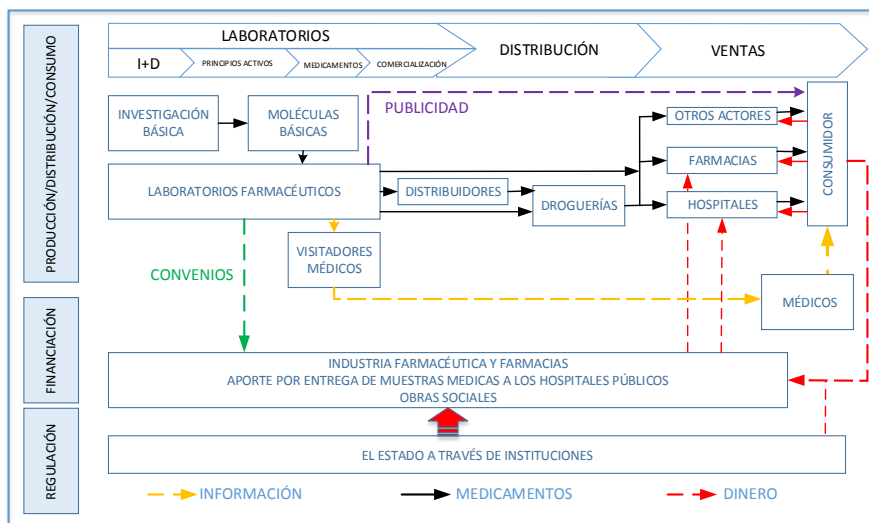 LABORATORIOS
DISTRIBUCIÓN
VENTAS
I+D
PRINCIPIOS ACTIVOS
MEDICAMENTOS
COMERCIALIZACIÓN
PRODUCCIÓN/DISTRIBUCIÓN/CONSUMO
INVESTIGACIÓN
BÁSICA
MOLÉCULAS
BÁSICAS
PUBLICIDAD
OTROS ACTORES
CONSUMIDOR
FARMACIAS
LABORATORIOS FARMACÉUTICOS
DISTRIBUIDORES
DROGUERÍAS
HOSPITALES
VISITADORES
MÉDICOS
CONVENIOS
MÉDICOS
FINANCIACIÓN
INDUSTRIA FARMACÉUTICA Y FARMACIAS
APORTE POR ENTREGA DE MUESTRAS MEDICAS A LOS HOSPITALES PÚBLICOS
OBRAS SOCIALES
REGULACIÓN
EL ESTADO A TRAVÉS DE INSTITUCIONES
INFORMACIÓN
MEDICAMENTOS
DINERO